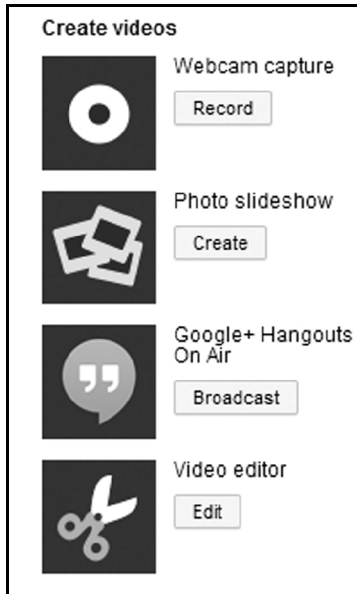 Create videos
Webcam capture
Record
Photo slideshow
Create
Google+ Hangouts
On Air
Broadcast
Video editor
Edit